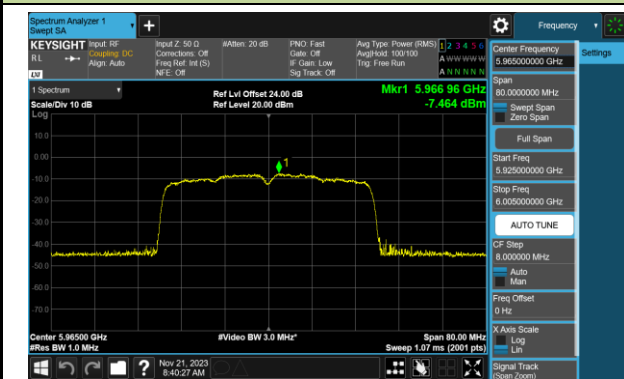 Spectrum Analyzer 1
Swept SA
+
Frequency
KEYSIGHT
RL
LXI
Input: RF
Coupling: DC
Align: Auto
Input Z: 50 Ω
Corrections: Off
Freq Ref: Int (S)
NFE: Off
#Atten: 20 dB
PNO: Fast
Gate: Off
IF Gain: Low
Sig Track: Off
Avg Type: Power (RMS)
Avg|Hold: 100/100
Trig: Free Run
1 2 3 4 5 6
A W W W W W
A N N N N N
Center Frequency
5.965000000 GHz
Settings
Span
80.0000000 MHz
Swept Span
Zero Span
Full Span
Start Freq
5.925000000 GHz
Stop Freq
6.005000000 GHz
AUTO TUNE
CF Step
8.000000 MHz
Auto
Man
Freq Offset
0 Hz
X Axis Scale
Log
Lin
Signal Track
(Span Zoom)
1 Spectrum
Scale/Div 10 dB
Log
Ref Lvl Offset 24.00 dB
Ref Level 20.00 dBm
Mkr1 5.966 96 GHz
-7.464 dBm
10.0
0.00
-10.0
-20.0
-30.0
-40.0
-50.0
-70.0
1
Center 5.96500 GHz
#Res BW 1.0 MHz
#Video BW 3.0 MHz*
Span 80.00 MHz
Sweep 1.07 ms (2001 pts)
?
Nov 21, 2023
8:40:27 AM